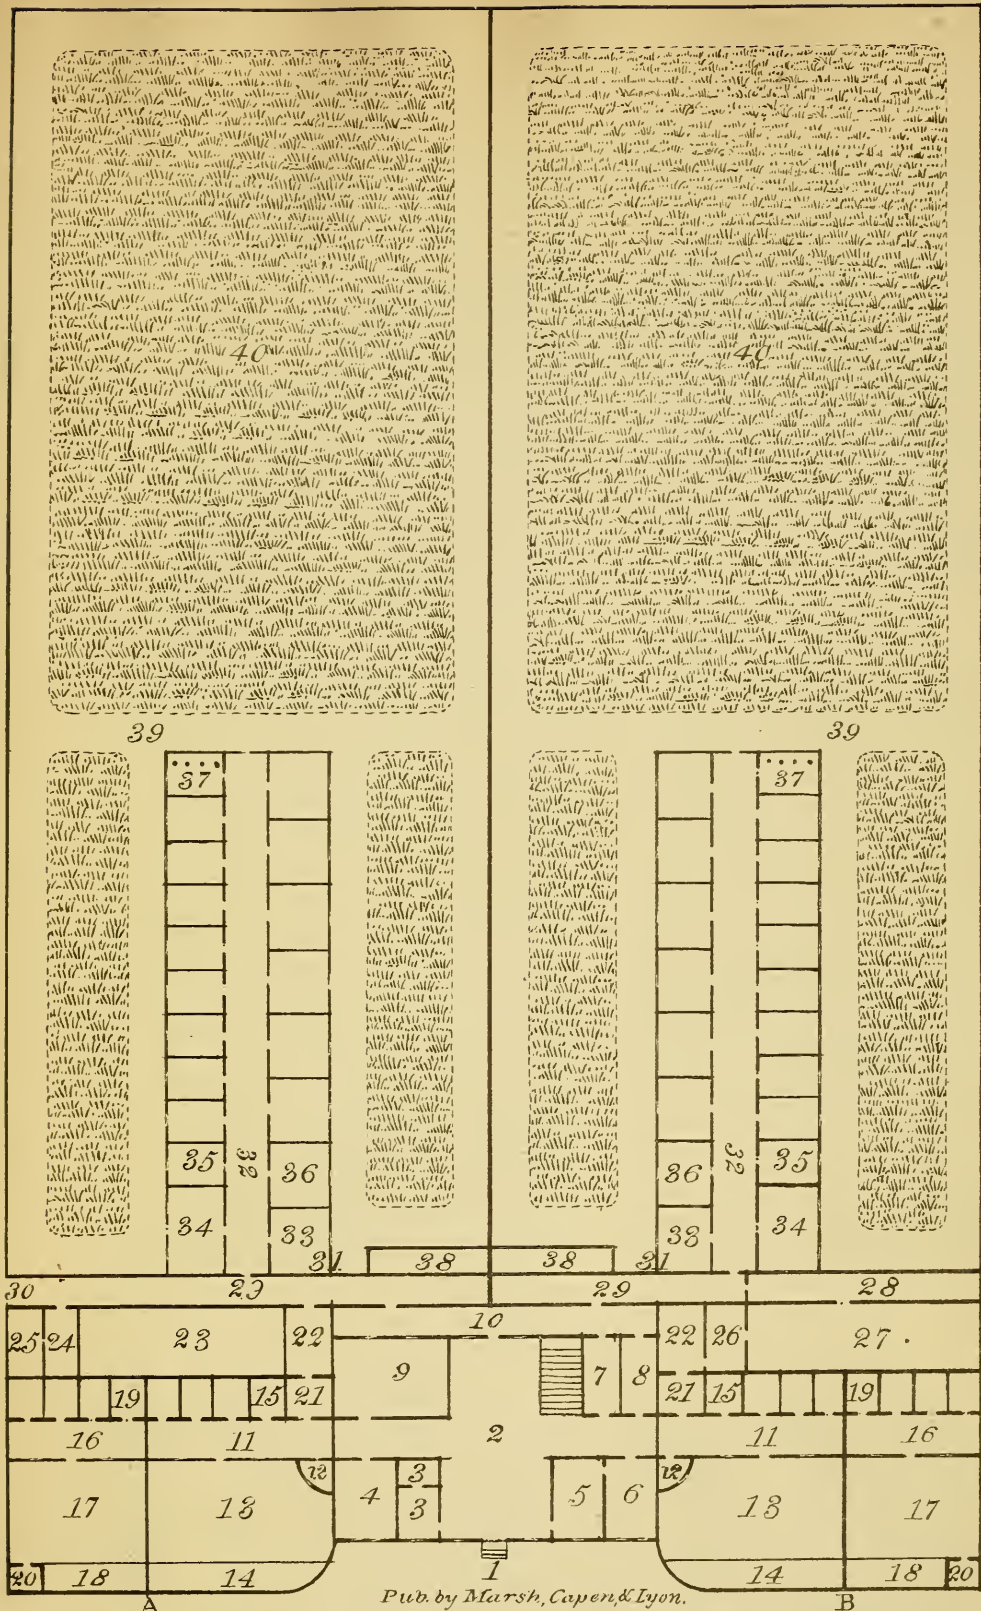 40 40
39 39
37 37
35 32 36 36 32 35
34 33 33 34
31 38 38 31
30 29 29 28
10
25 24 23 22 22 26 27
9 7 8
19 15 21 21 15 19
16 11 2 11 16
12 3 12
17 13 4 3 5 6 13 17
20 18 14 1 14 18 20
A Pub. by Marsh, Capen, & Lyon. B